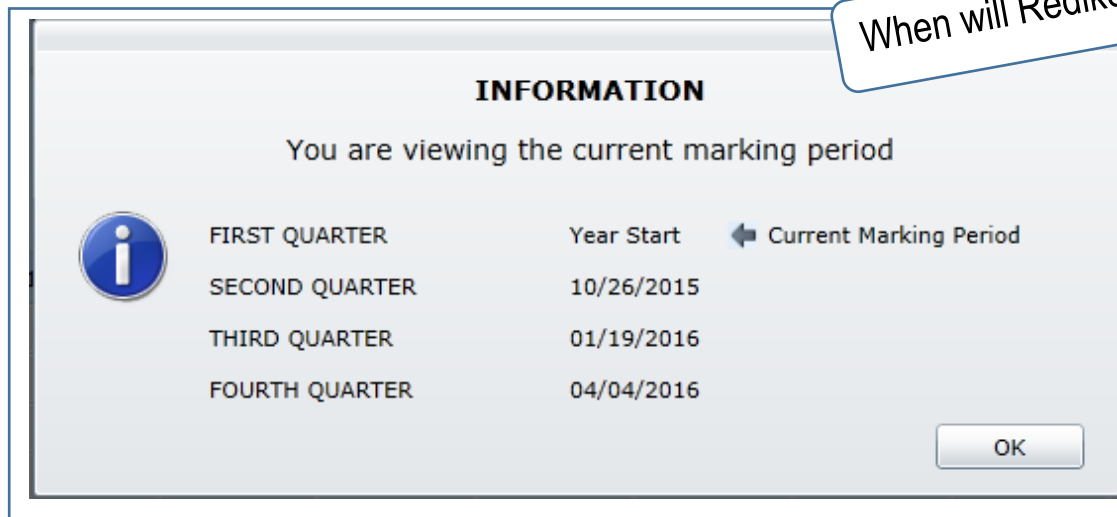 When will
INFORMATION
You are viewing the current marking period
FIRST QUARTER Year Start Current Marking Period
SECOND QUARTER 10/26/2015
THIRD QUARTER 01/19/2016
FOURTH QUARTER 04/04/2016
OK